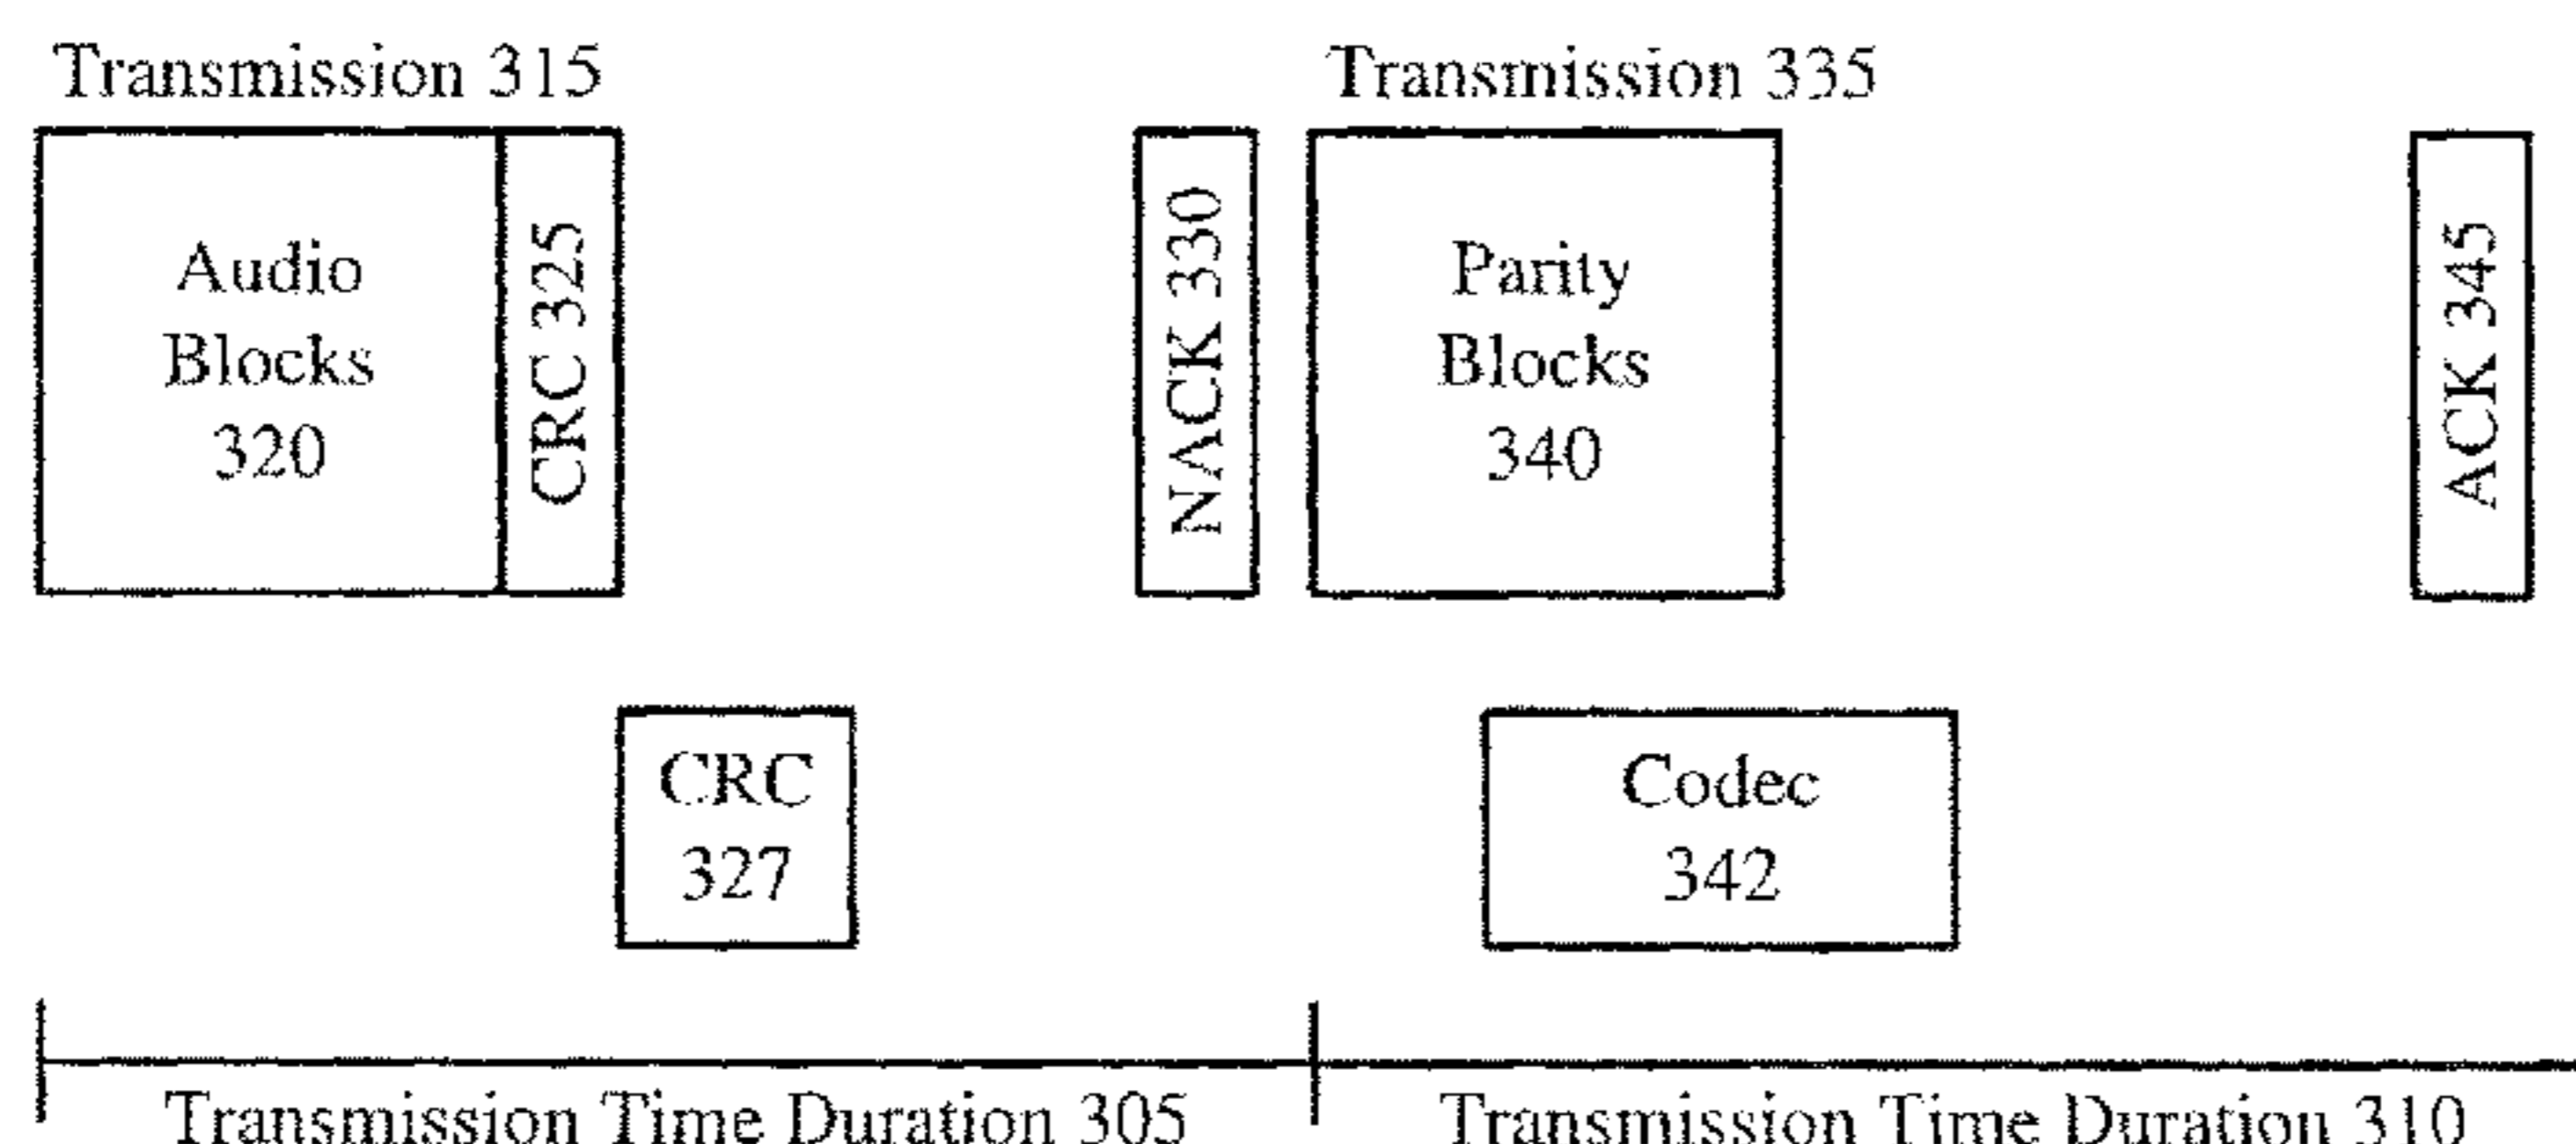 Transmission 315
Transmission 335
Audio
Blocks
320
CRC 325
NACK 330
Parity
Blocks
340
ACK 345
CRC
327
Codec
342
Transmission Time Duration 305
Transmission Time Duration 310